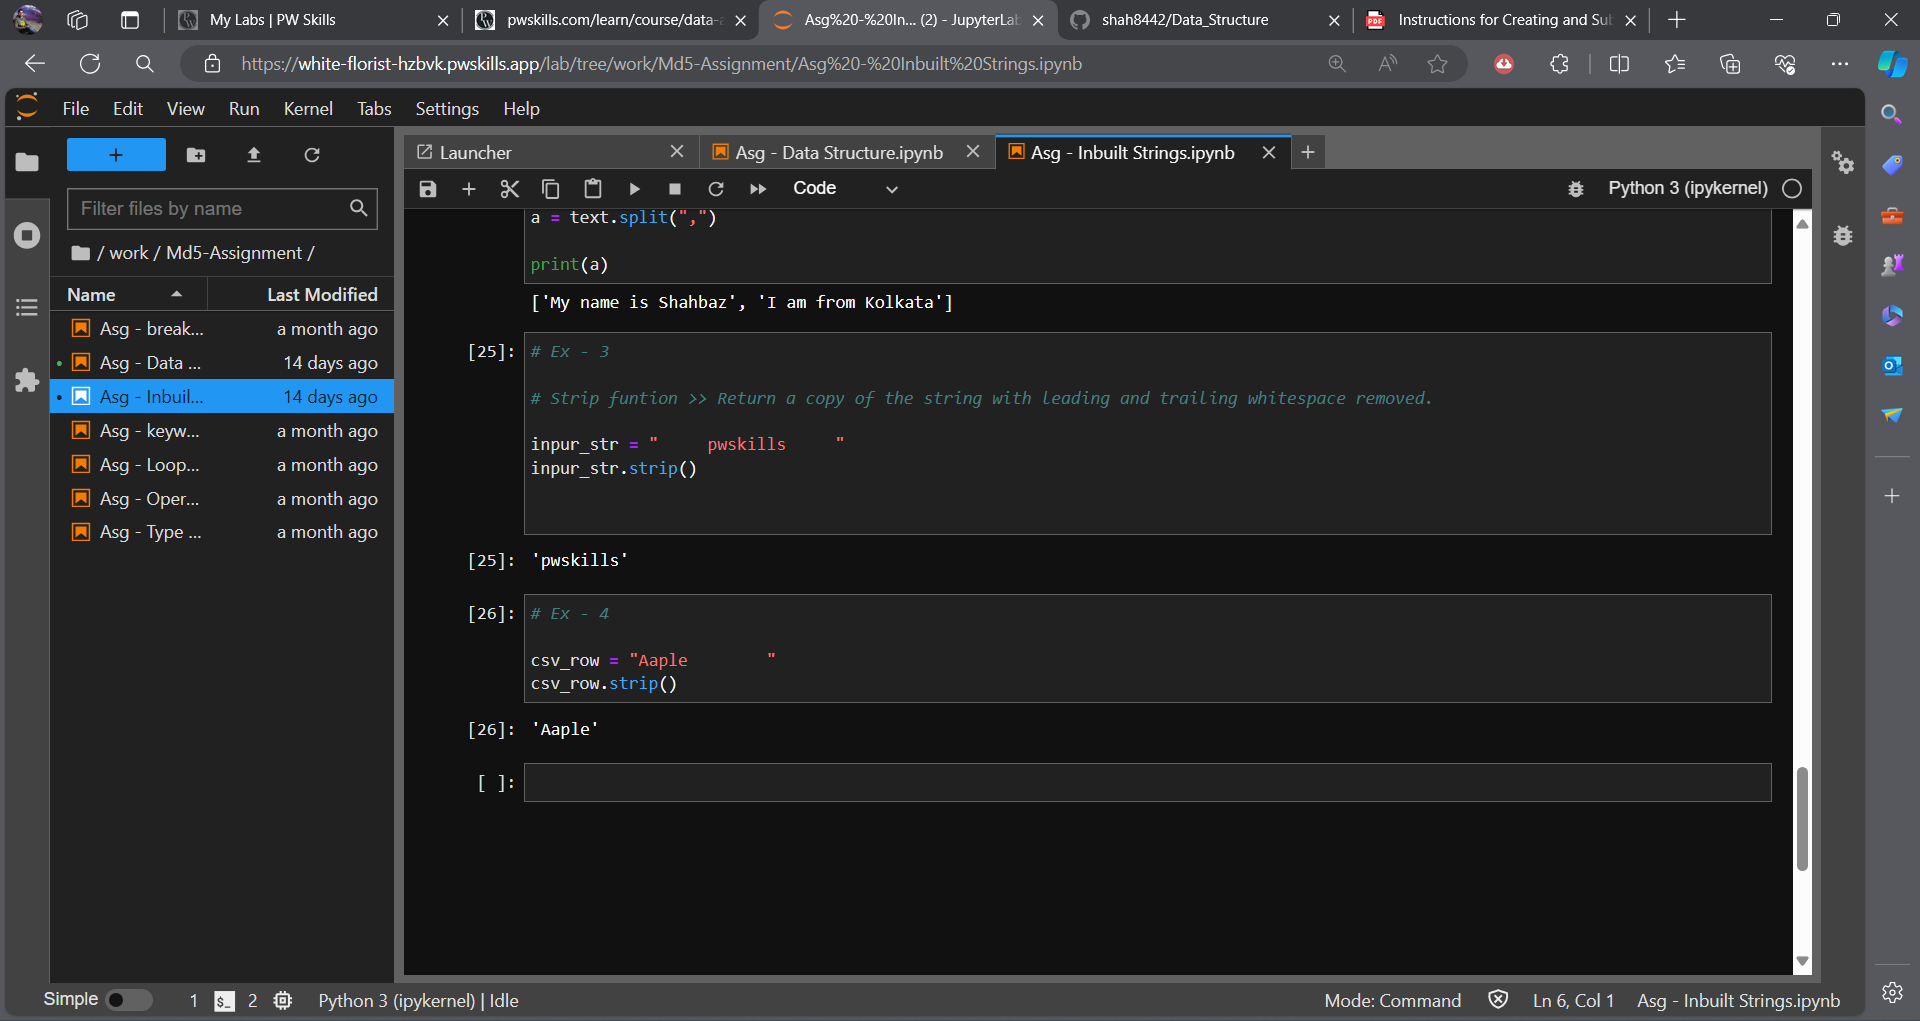 My Labs | PW Skills
pwskills.com/learn/course/data-
Asg%20-%20In... (2) - JupyterLa
shah8442/Data_Structure
Instructions for Creating and Su
https://white-florist-hzbvk.pwskills.app/lab/tree/work/Md5-Assignment/Asg%20-%20Inbuilt%20Strings.ipynb
File Edit View Run Kernel Tabs Settings Help
Filter files by name
/ work / Md5-Assignment /
Name Last Modified
Asg - break... a month ago
Asg - Data ... 14 days ago
Asg - Inbuil... 14 days ago
Asg - keyw... a month ago
Asg - Loop... a month ago
Asg - Oper... a month ago
Asg - Type ... a month ago
Launcher
Asg - Data Structure.ipynb
Asg - Inbuilt Strings.ipynb
Code
Python 3 (ipykernel)
a = text.split(",")
print(a)
['My name is Shahbaz', 'I am from Kolkata']
[25]: # Ex - 3
# Strip funtion >> Return a copy of the string with leading and trailing whitespace removed.
inpur_str = "     pwskills     "
inpur_str.strip()
[25]: 'pwskills'
[26]: # Ex - 4
csv_row = "Aaple        "
csv_row.strip()
[26]: 'Aaple'
[ ]:
Simple 1 2 Python 3 (ipykernel) | Idle
Mode: Command Ln 6, Col 1 Asg - Inbuilt Strings.ipynb